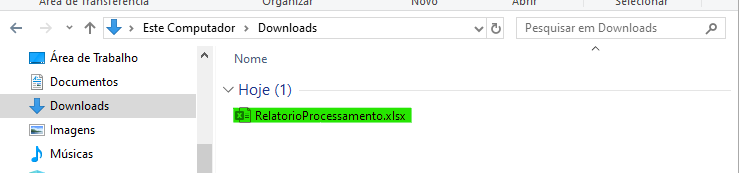 Área de Transferência Organizar Novo Abrir Selecionar
Este Computador > Downloads
Pesquisar em Downloads
Nome
Área de Trabalho
Documentos
Downloads
Imagens
Músicas
Hoje (1)
RelatorioProcessamento.xlsx